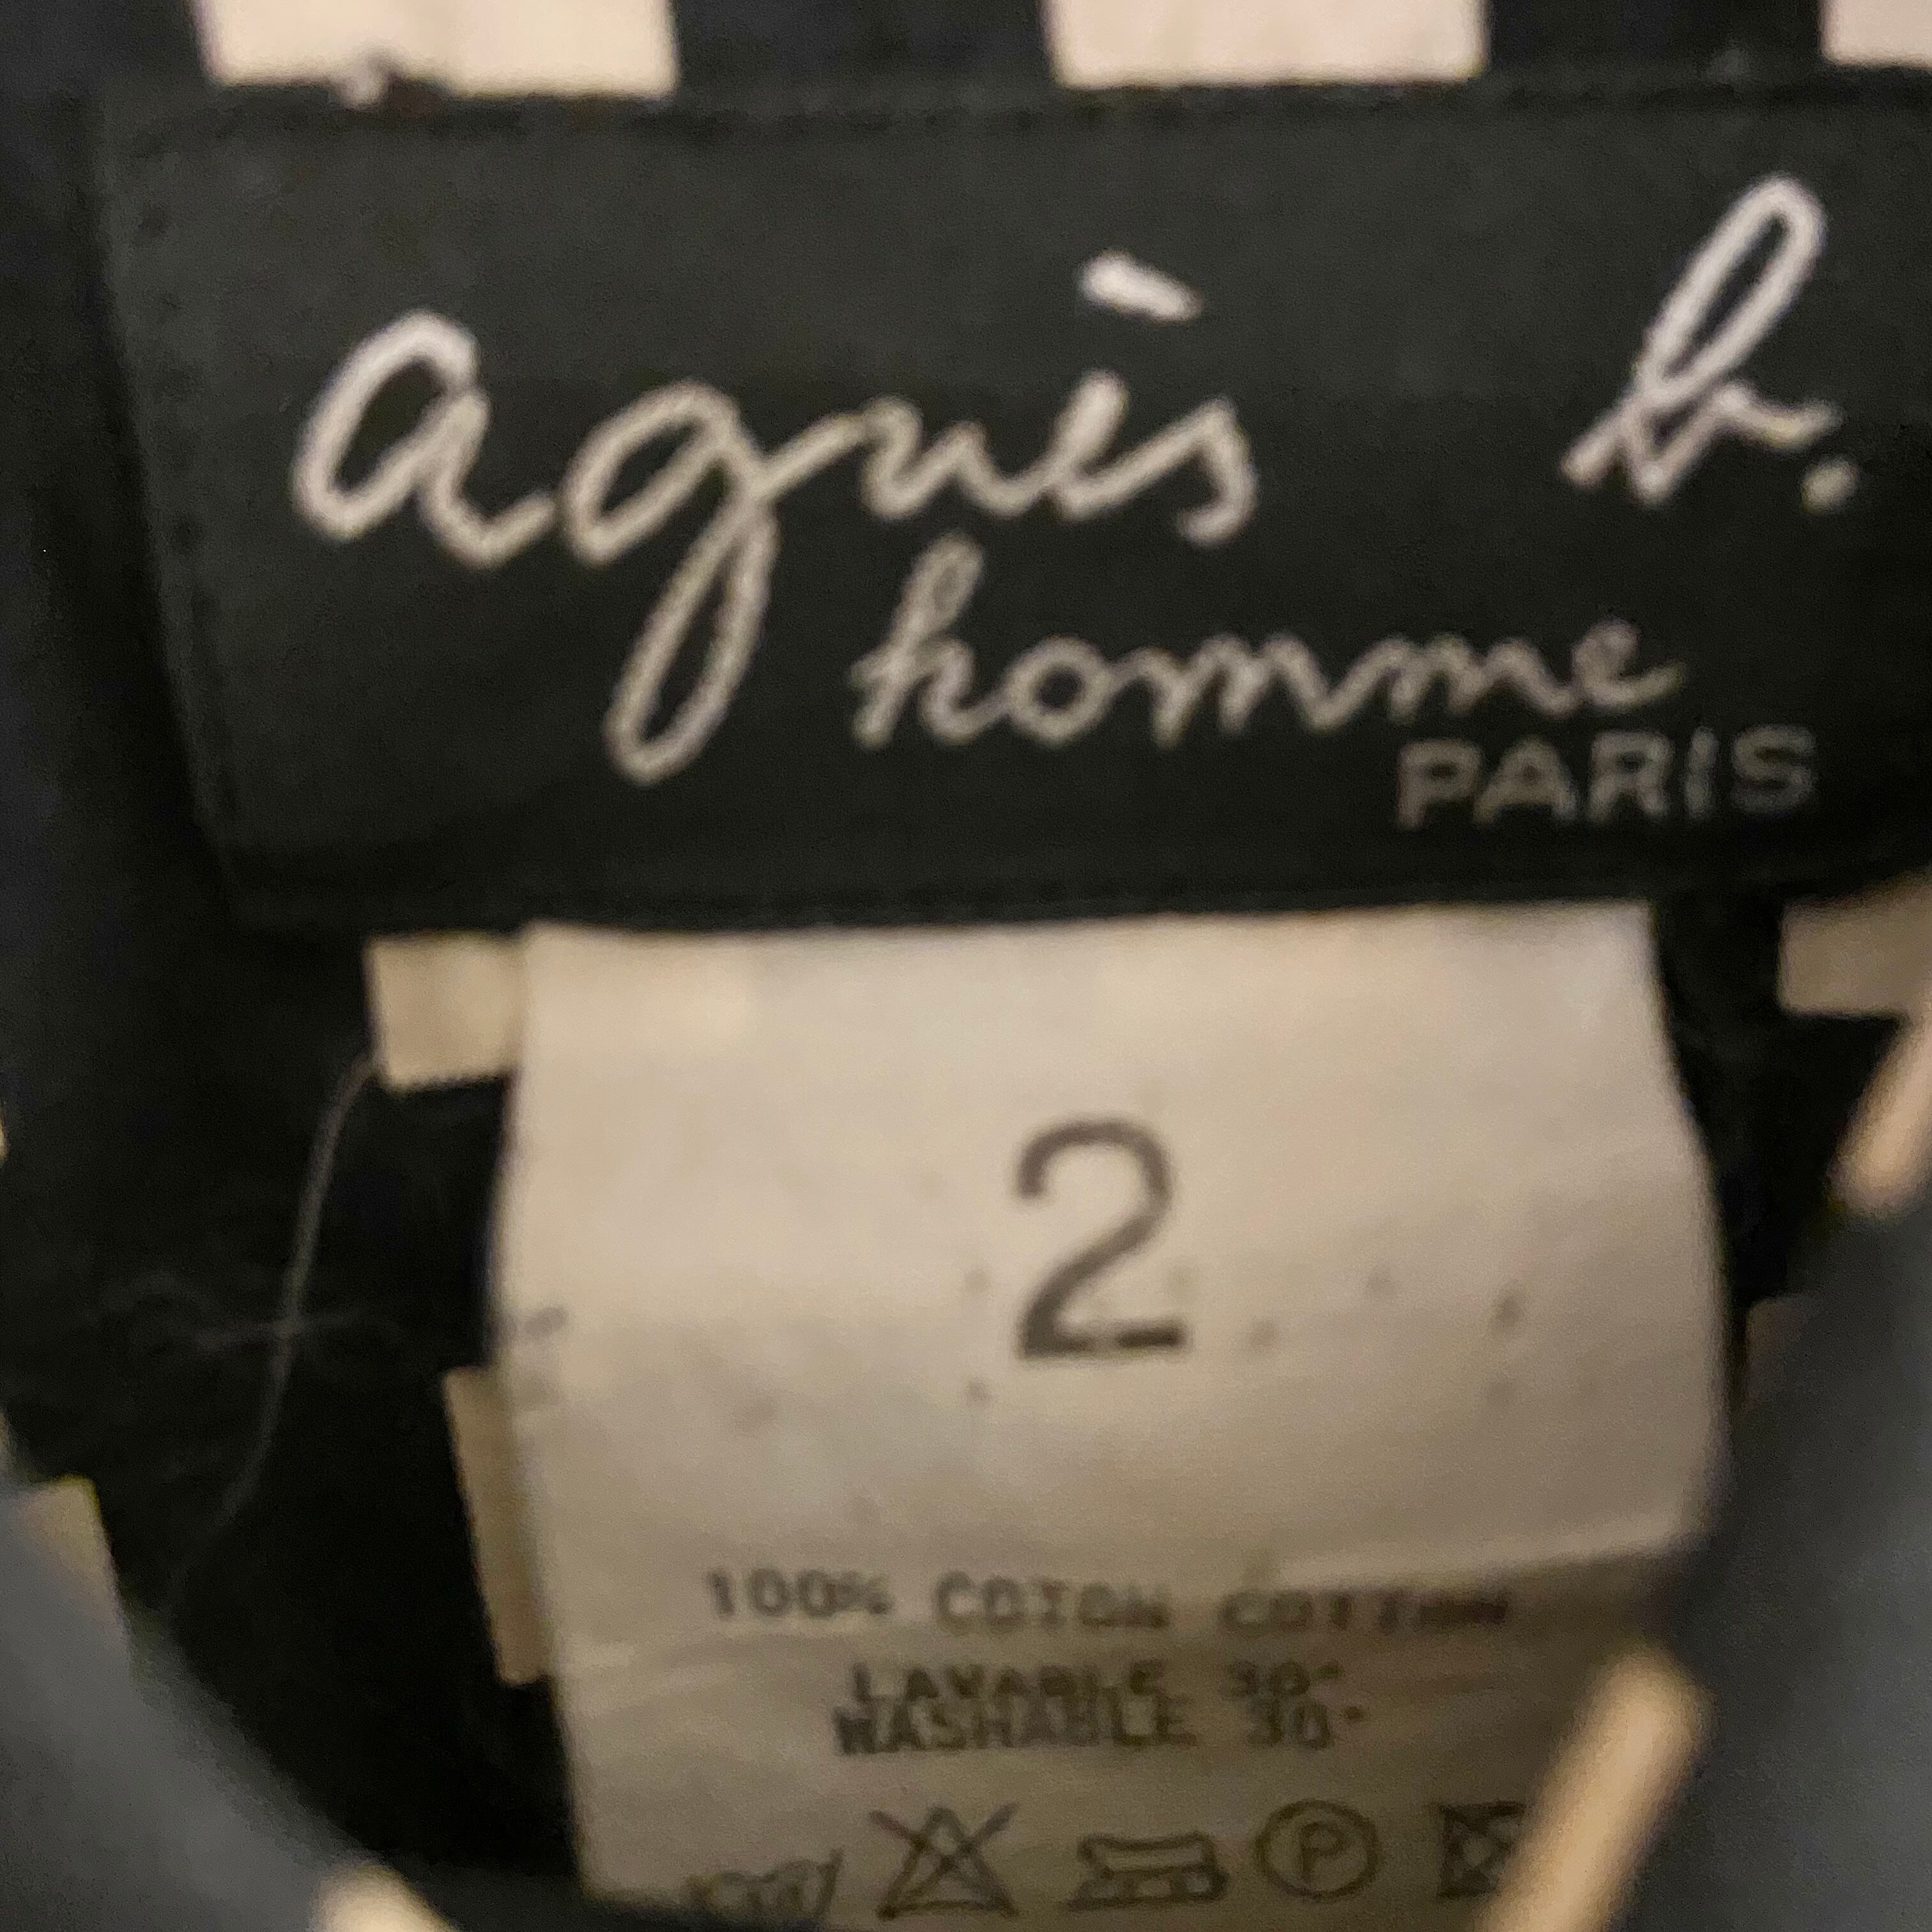 agnès b.
homme
PARIS
2
100% COTON COTTON
LAVABLE 30°
WASHABLE 30°
P